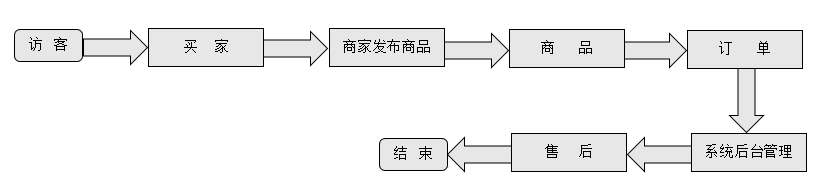 访 客
买 家
商家发布商品
商 品
订 单
系统后台管理
售 后
结 束